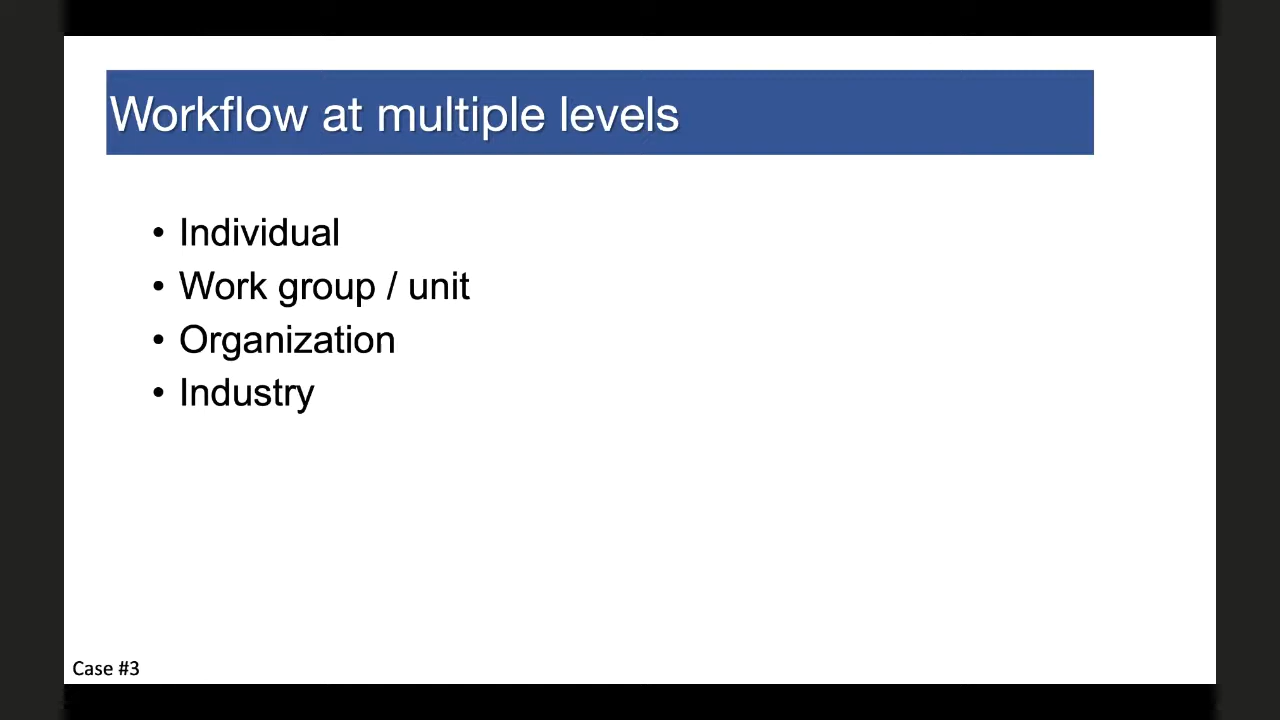 Workflow at multiple levels
• Individual
• Work group / unit
• Organization
• Industry
Case #3